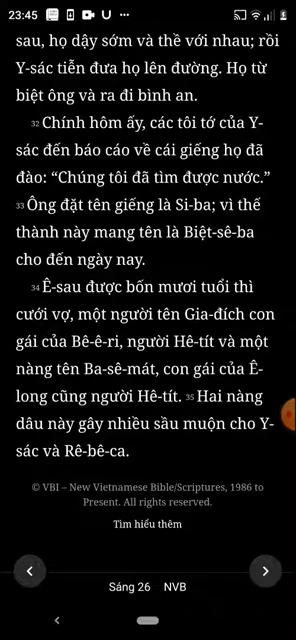 23:45
sau, họ dậy sớm và thề với nhau; rồi
Y-sác tiễn đưa họ lên đường. Họ từ
biệt ông và ra đi bình an.
32 Chính hôm ấy, các tôi tớ của Y-
sác đến báo cáo về cái giếng họ đã
đào: “Chúng tôi đã tìm được nước.”
33 Ông đặt tên giếng là Si-ba; vì thế
thành này mang tên là Biệt-sê-ba
cho đến ngày nay.
34 Ê-sau được bốn mươi tuổi thì
cưới vợ, một người tên Gia-đích con
gái của Bê-ê-ri, người Hê-tít và một
nàng tên Ba-sê-mát, con gái của Ê-
long cũng người Hê-tít. 35 Hai nàng
dâu này gây nhiều sầu muộn cho Y-
sác và Rê-bê-ca.
© VBI – New Vietnamese Bible/Scriptures, 1986 to
Present. All rights reserved.
Tìm hiểu thêm
Sáng 26 NVB